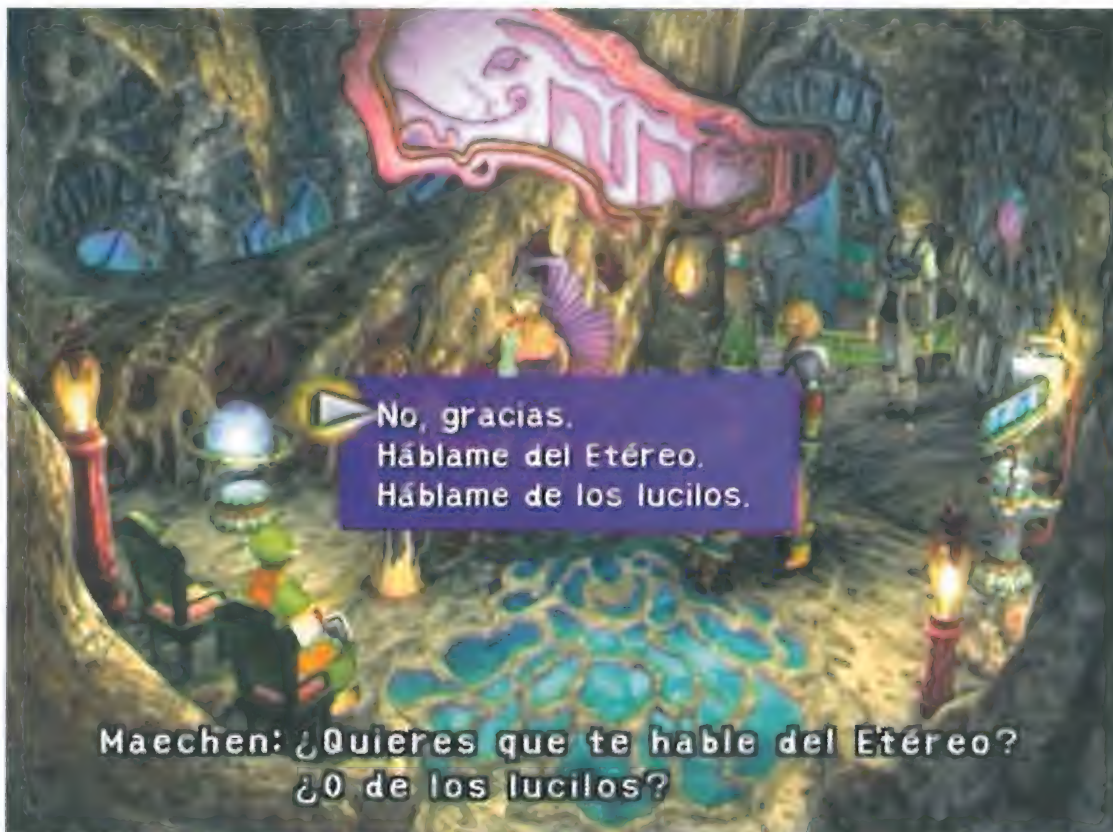 No, gracias.
Háblame del Etéreo.
Háblame de los lucilos.
Maechen: ¿Quieres que te hable del Etéreo?
¿O de los lucilos?